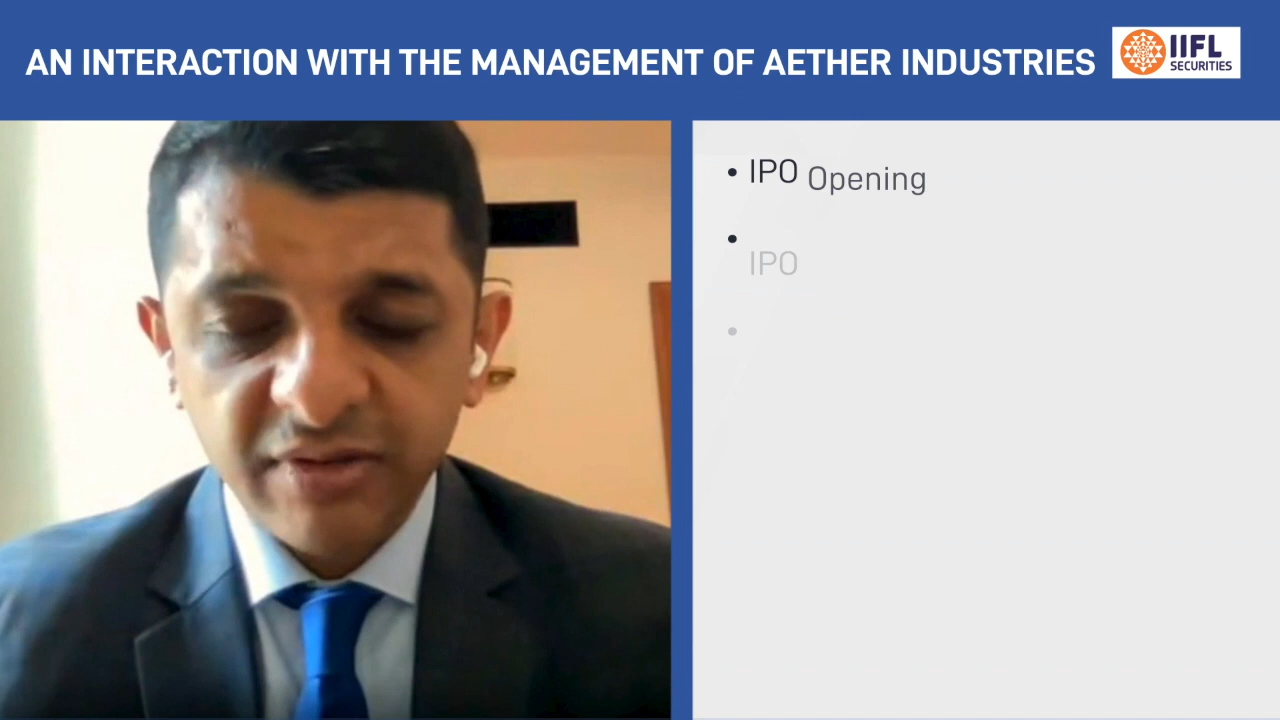 AN INTERACTION WITH THE MANAGEMENT OF AETHER INDUSTRIES
IIFL
SECURITIES
• IPO Opening
• IPO
•